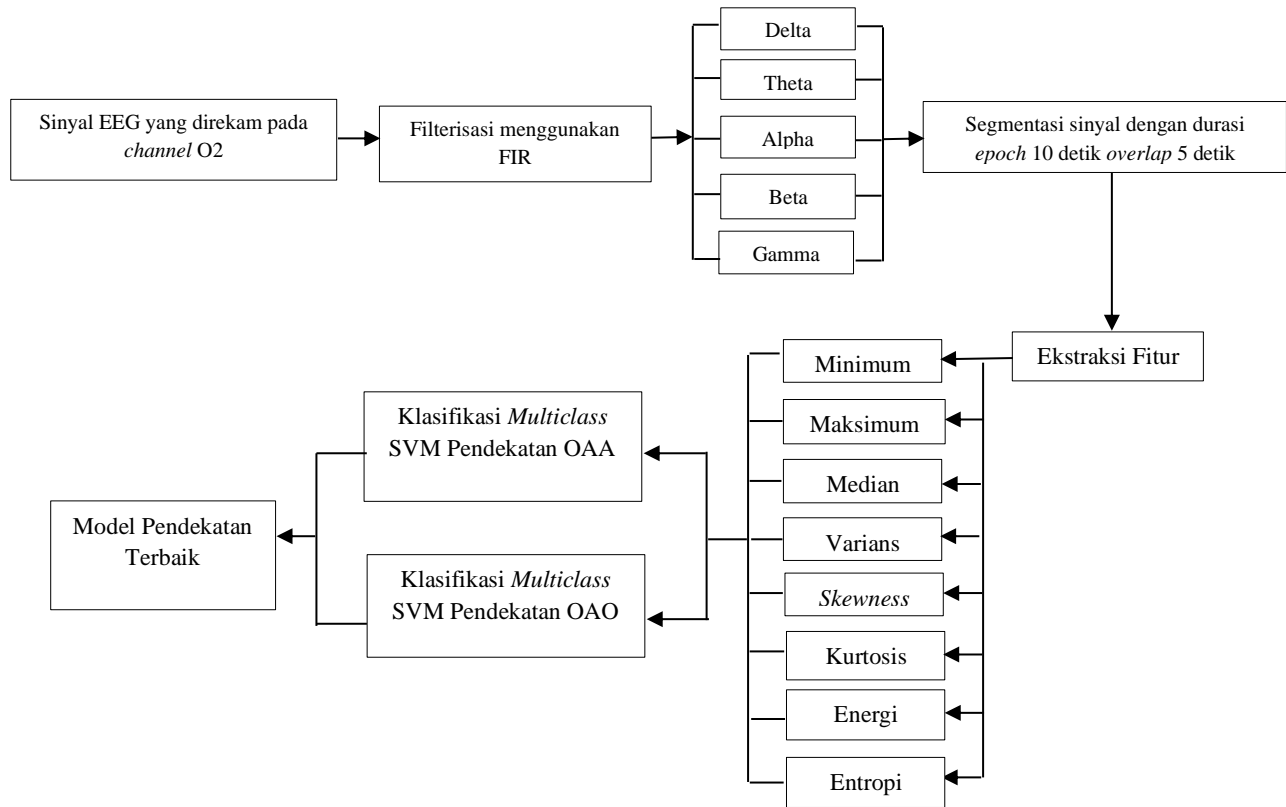 Sinyal EEG yang direkam pada
channel O2
Filterisasi menggunakan
FIR
Delta
Theta
Alpha
Beta
Gamma
Segmentasi sinyal dengan durasi
epoch 10 detik overlap 5 detik
Ekstraksi Fitur
Minimum
Maksimum
Median
Varians
Skewness
Kurtosis
Energi
Entropi
Klasifikasi Multiclass
SVM Pendekatan OAA
Klasifikasi Multiclass
SVM Pendekatan OAO
Model Pendekatan
Terbaik